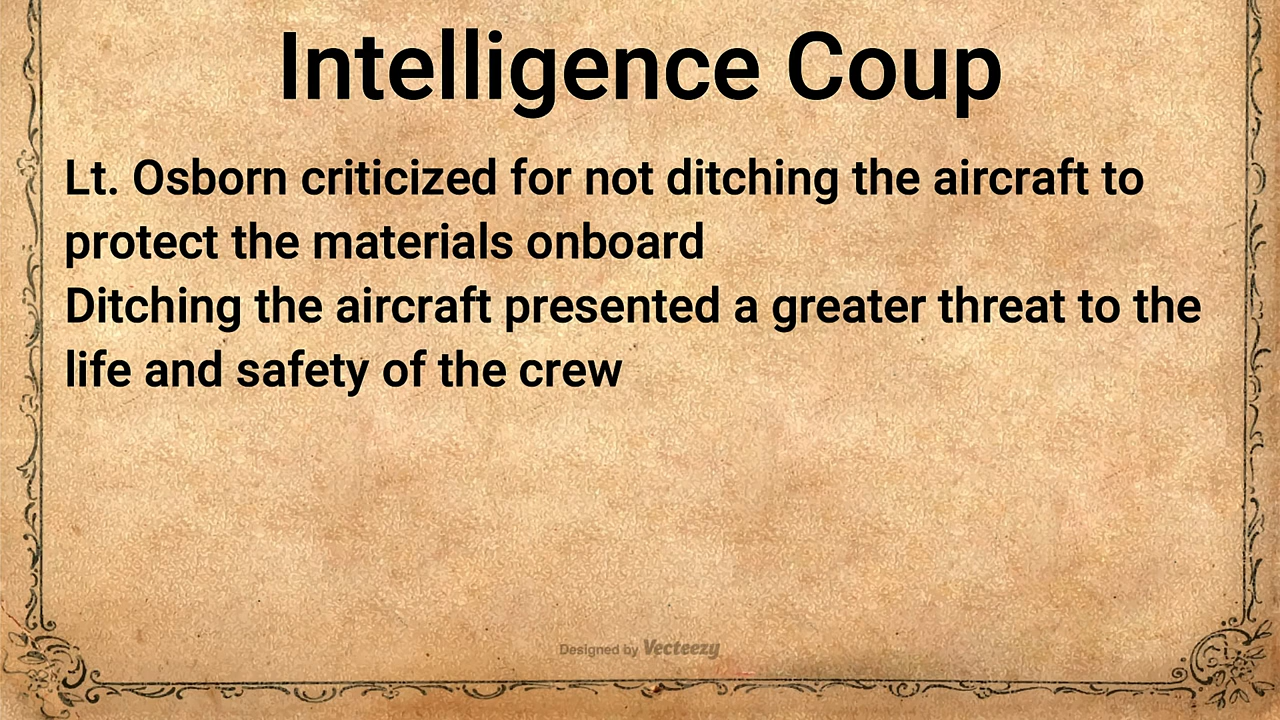 Intelligence Coup
Lt. Osborn criticized for not ditching the aircraft to
protect the materials onboard
Ditching the aircraft presented a greater threat to the
life and safety of the crew
Designed by Vecteezy